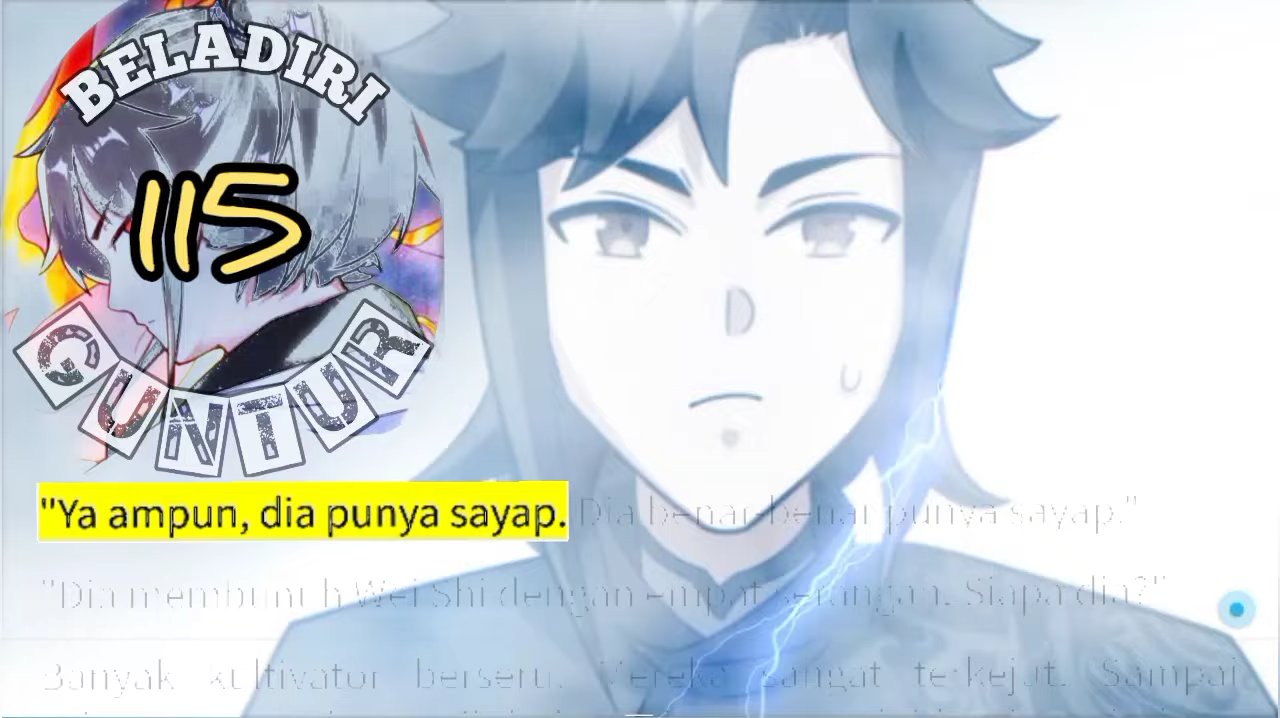 BELADIRI
115
GUNTUR
"Ya ampun, dia punya sayap. Dia benar-benar punya sayap."
"Dia membunuh Wei Shi dengan empat serangan. Siapa dia?"
Banyak kultivator berseru. Mereka sangat terkejut. Sampai